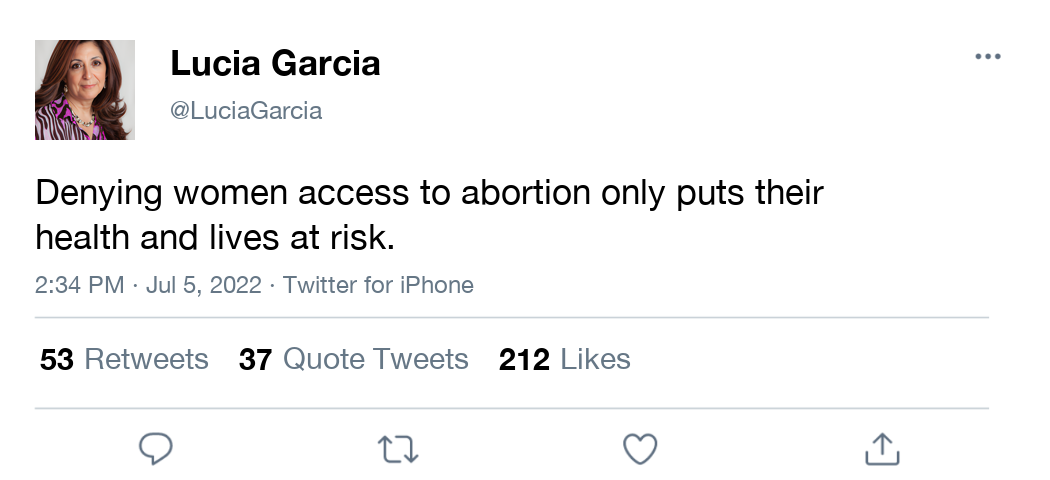 Lucia Garcia
@LuciaGarcia
Denying women access to abortion only puts their
health and lives at risk.
2:34 PM · Jul 5, 2022 · Twitter for iPhone
53 Retweets 37 Quote Tweets 212 Likes